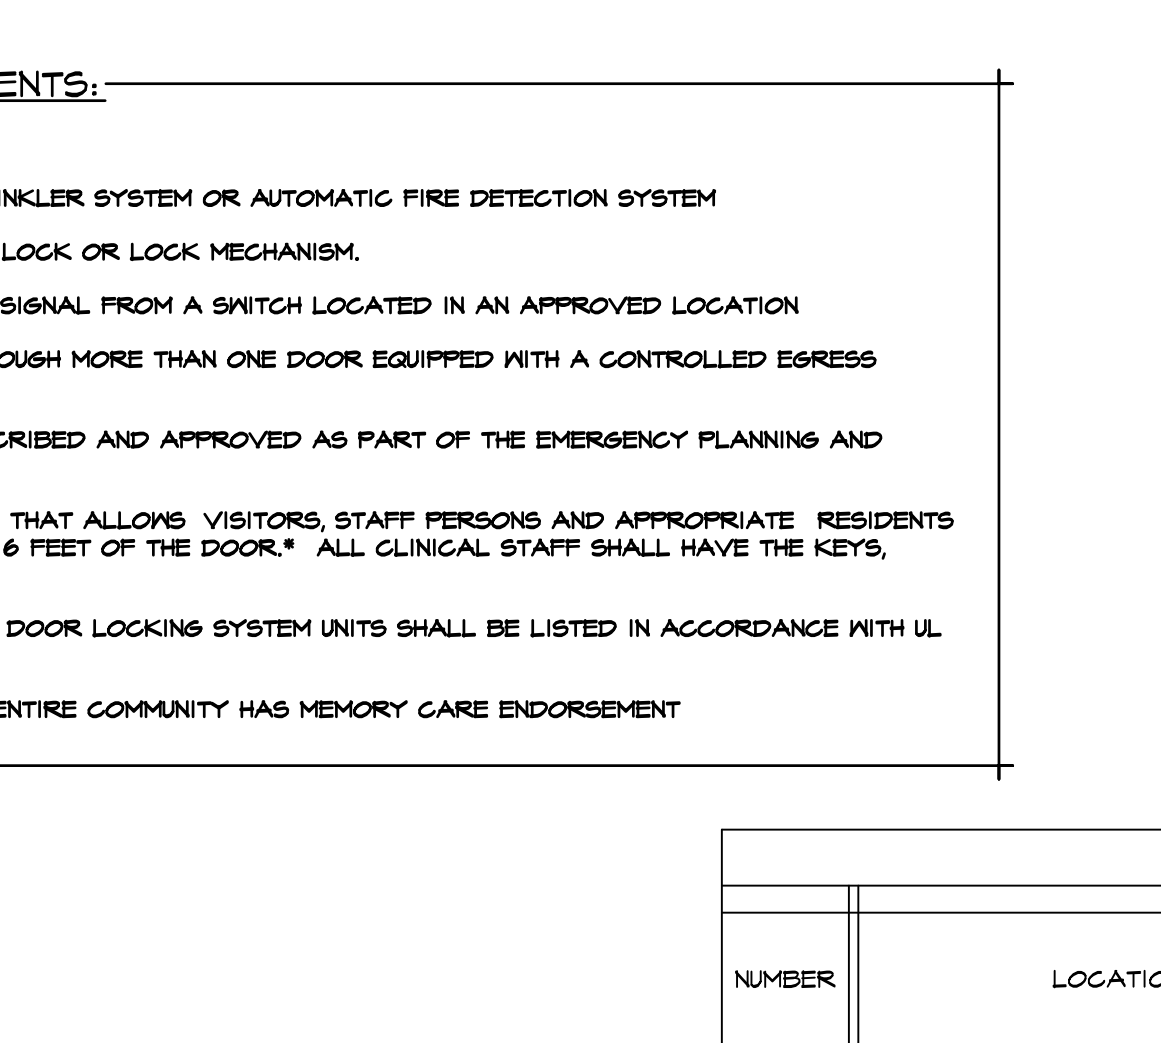 ENTS:
INKLER SYSTEM OR AUTOMATIC FIRE DETECTION SYSTEM
LOCK OR LOCK MECHANISM.
SIGNAL FROM A SWITCH LOCATED IN AN APPROVED LOCATION
OUGH MORE THAN ONE DOOR EQUIPPED WITH A CONTROLLED EGRESS
CRIBED AND APPROVED AS PART OF THE EMERGENCY PLANNING AND
THAT ALLOWS VISITORS, STAFF PERSONS AND APPROPRIATE RESIDENTS
6 FEET OF THE DOOR.* ALL CLINICAL STAFF SHALL HAVE THE KEYS,
DOOR LOCKING SYSTEM UNITS SHALL BE LISTED IN ACCORDANCE WITH UL
ENTIRE COMMUNITY HAS MEMORY CARE ENDORSEMENT
NUMBER
LOCATIO